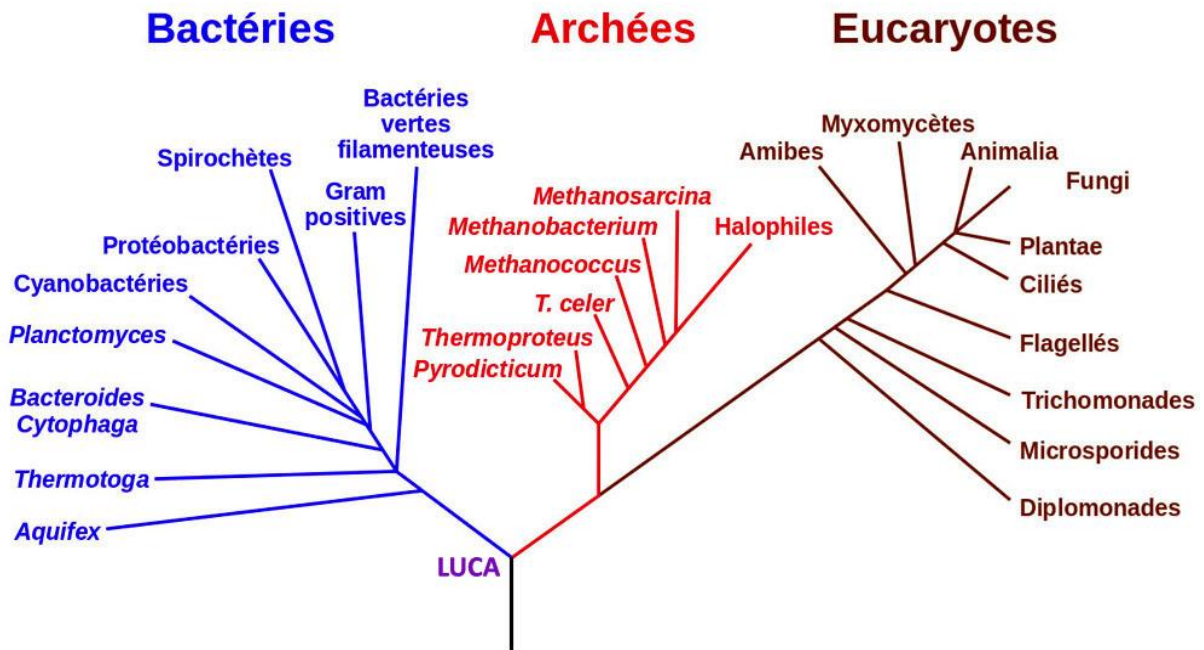 Bactéries
Archées
Eucaryotes
Bactéries
vertes
filamenteuses
Spirochètes
Gram
positives
Protéobactéries
Cyanobactéries
Planctomyces
Bacteroides
Cytophaga
Thermotoga
Aquifex
Methanosarcina
Methanobacterium
Halophiles
Methanococcus
T. celer
Thermoproteus
Pyrodicticum
Myxomycètes
Amibes
Animalia
Fungi
Plantae
Ciliés
Flagellés
Trichomonades
Microsporides
Diplomonades
LUCA